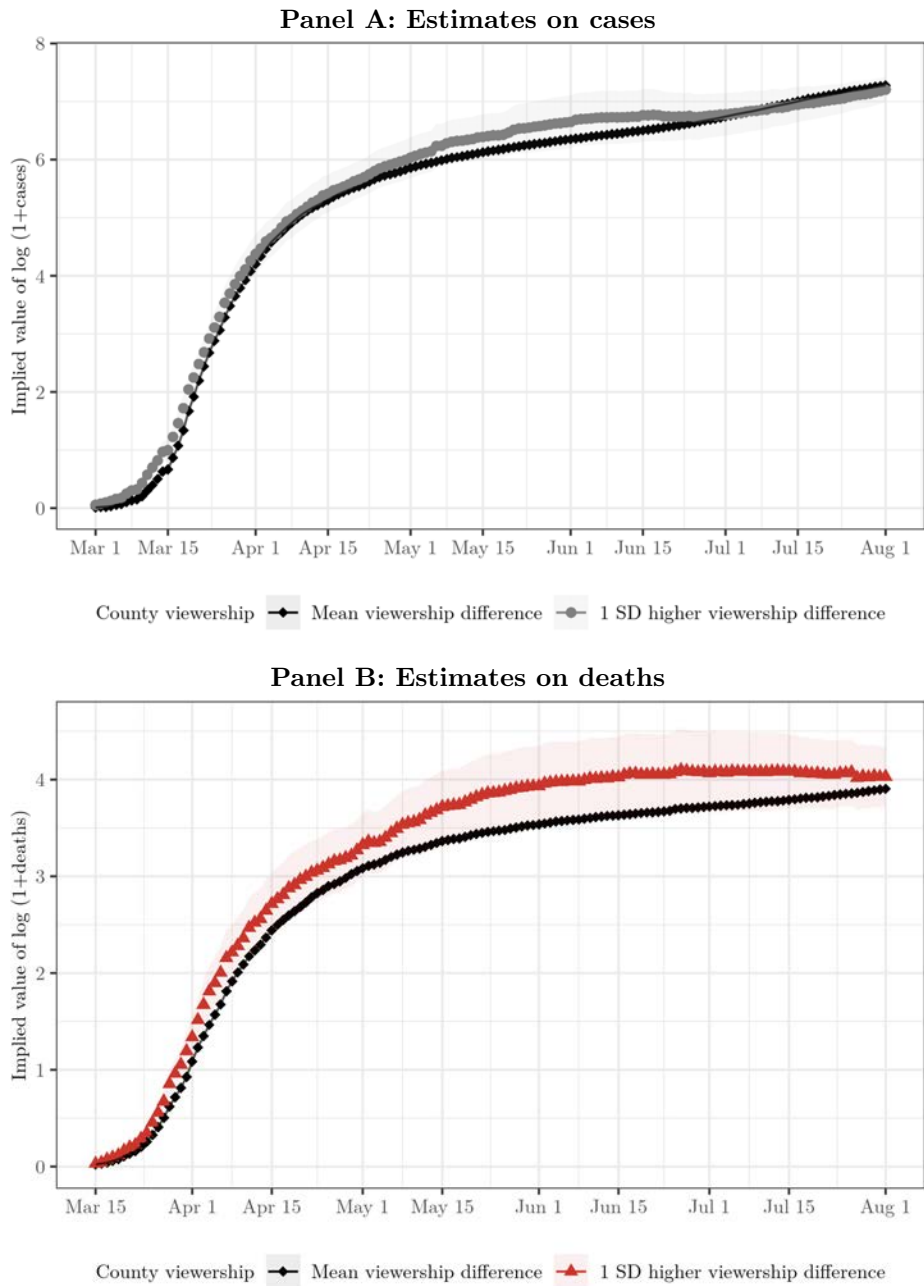 Panel A: Estimates on cases
8
6
4
2
0
Implied value of log (1+cases)
Mar 1 Mar 15 Apr 1 Apr 15 May 1 May 15 Jun 1 Jun 15 Jul 1 Jul 15 Aug 1
County viewership Mean viewership difference 1 SD higher viewership difference
Panel B: Estimates on deaths
4
3
2
1
0
Implied value of log (1+deaths)
Mar 15 Apr 1 Apr 15 May 1 May 15 Jun 1 Jun 15 Jul 1 Jul 15 Aug 1
County viewership Mean viewership difference 1 SD higher viewership difference